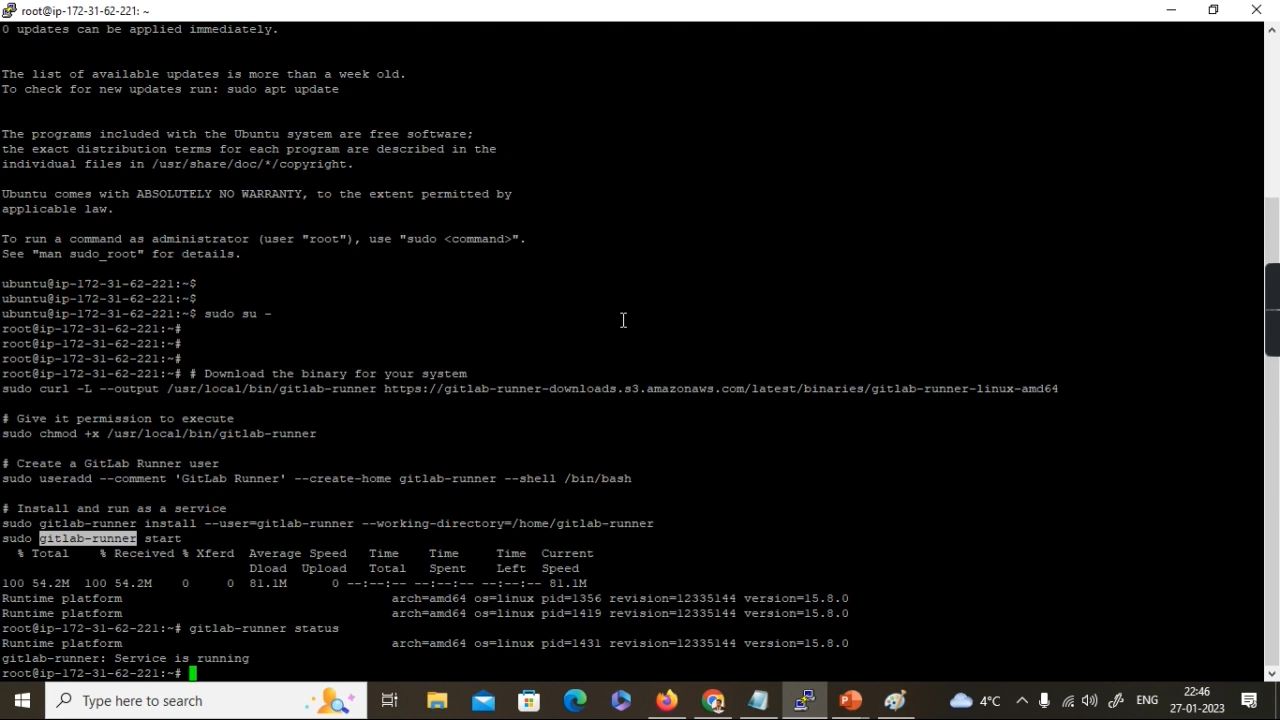 root@ip-172-31-62-221: ~
0 updates can be applied immediately.
The list of available updates is more than a week old.
To check for new updates run: sudo apt update
The programs included with the Ubuntu system are free software;
the exact distribution terms for each program are described in the
individual files in /usr/share/doc/*/copyright.
Ubuntu comes with ABSOLUTELY NO WARRANTY, to the extent permitted by
applicable law.
To run a command as administrator (user "root"), use "sudo <command>".
See "man sudo_root" for details.
ubuntu@ip-172-31-62-221:~$
ubuntu@ip-172-31-62-221:~$
ubuntu@ip-172-31-62-221:~$ sudo su -
root@ip-172-31-62-221:~#
root@ip-172-31-62-221:~#
root@ip-172-31-62-221:~#
root@ip-172-31-62-221:~# # Download the binary for your system
sudo curl -L --output /usr/local/bin/gitlab-runner https://gitlab-runner-downloads.s3.amazonaws.com/latest/binaries/gitlab-runner-linux-amd64
# Give it permission to execute
sudo chmod +x /usr/local/bin/gitlab-runner
# Create a GitLab Runner user
sudo useradd --comment 'GitLab Runner' --create-home gitlab-runner --shell /bin/bash
# Install and run as a service
sudo gitlab-runner install --user=gitlab-runner --working-directory=/home/gitlab-runner
sudo gitlab-runner start
% Total % Received % Xferd Average Speed Time Time Time Current
Dload Upload Total Spent Left Speed
100 54.2M 100 54.2M 0 0 81.1M 0 --:--:-- --:--:-- --:--:-- 81.1M
Runtime platform arch=amd64 os=linux pid=1356 revision=12335144 version=15.8.0
Runtime platform arch=amd64 os=linux pid=1419 revision=12335144 version=15.8.0
root@ip-172-31-62-221:~# gitlab-runner status
Runtime platform arch=amd64 os=linux pid=1431 revision=12335144 version=15.8.0
gitlab-runner: Service is running
root@ip-172-31-62-221:~#
Type here to search
4°C
ENG
22:46
27-01-2023